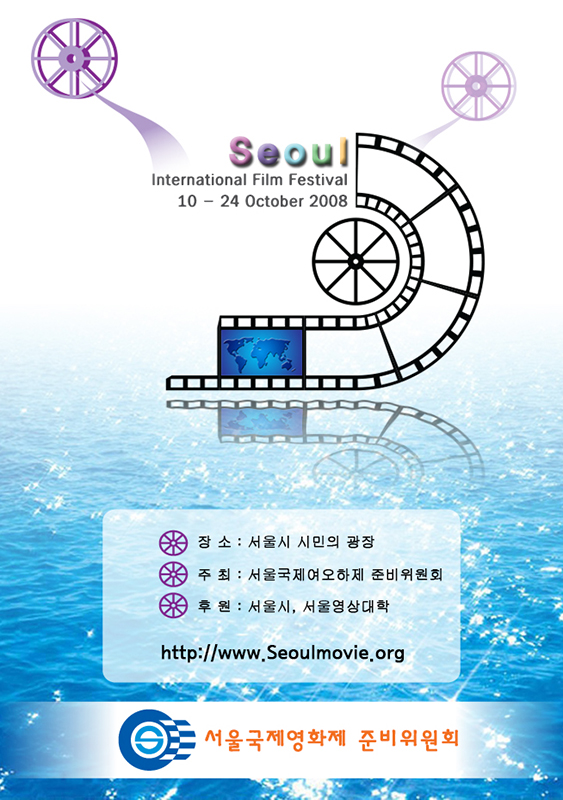 Seoul
International Film Festival
10 - 24 October 2008
장 소 : 서울시 시민의 광장
주 최 : 서울국제여오하제 준비위원회
후 원 : 서울시, 서울영상대학
http://www.Seoulmovie.org
서울국제영화제 준비위원회